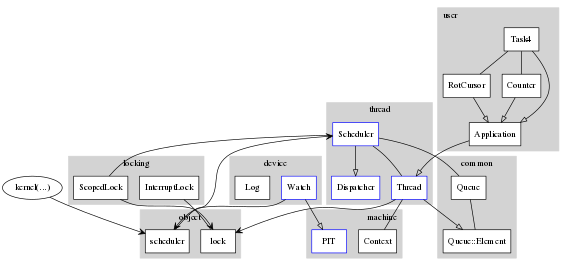 user
Task4
RotCursor
Counter
thread
Scheduler
Application
locking
device
common
kernel(...)
ScopedLock
InterruptLock
Log
Watch
Dispatcher
Thread
Queue
object
machine
scheduler
lock
PIT
Context
Queue::Element